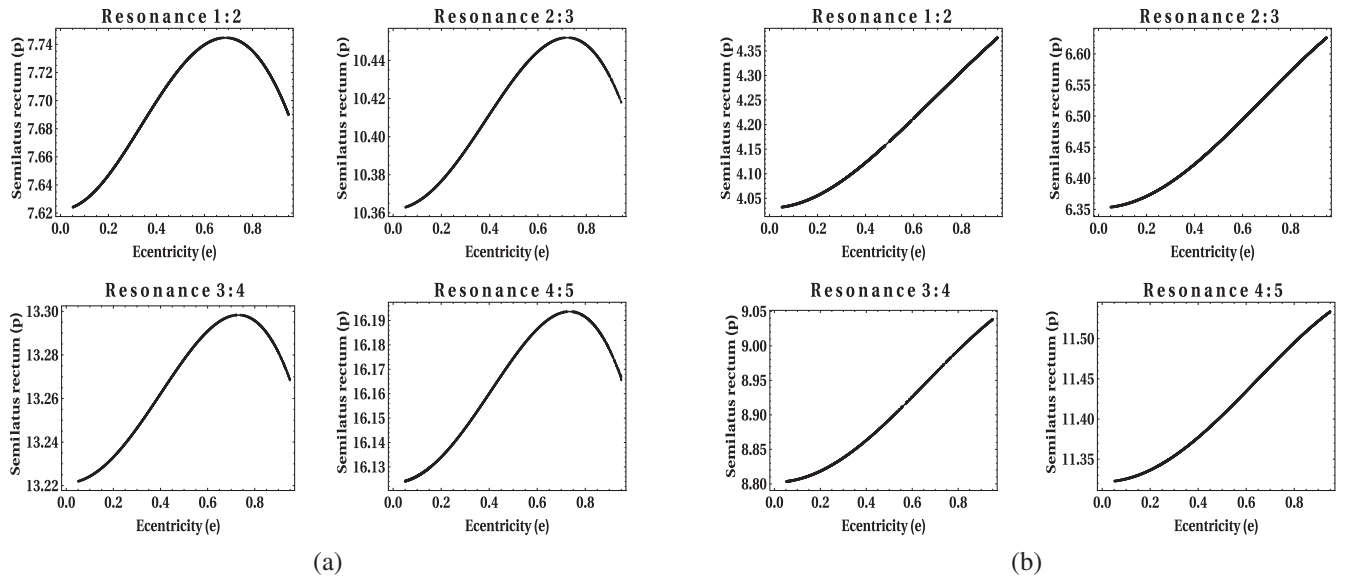 Resonance 1:2
Semilatus rectum (p)
7.74
7.72
7.70
7.68
7.66
7.64
7.62
0.0 0.2 0.4 0.6 0.8
Ecentricity (e)
Resonance 2:3
Semilatus rectum (p)
10.44
10.42
10.40
10.38
10.36
0.0 0.2 0.4 0.6 0.8
Ecentricity (e)
Resonance 3:4
Semilatus rectum (p)
13.30
13.28
13.26
13.24
13.22
0.0 0.2 0.4 0.6 0.8
Ecentricity (e)
Resonance 4:5
Semilatus rectum (p)
16.19
16.18
16.17
16.16
16.15
16.14
16.13
0.0 0.2 0.4 0.6 0.8
Ecentricity (e)
(a)
Resonance 1:2
Semilatus rectum (p)
4.35
4.30
4.25
4.20
4.15
4.10
4.05
0.0 0.2 0.4 0.6 0.8
Ecentricity (e)
Resonance 2:3
Semilatus rectum (p)
6.60
6.55
6.50
6.45
6.40
6.35
0.0 0.2 0.4 0.6 0.8
Ecentricity (e)
Resonance 3:4
Semilatus rectum (p)
9.05
9.00
8.95
8.90
8.85
8.80
0.0 0.2 0.4 0.6 0.8
Ecentricity (e)
Resonance 4:5
Semilatus rectum (p)
11.50
11.45
11.40
11.35
0.0 0.2 0.4 0.6 0.8
Ecentricity (e)
(b)